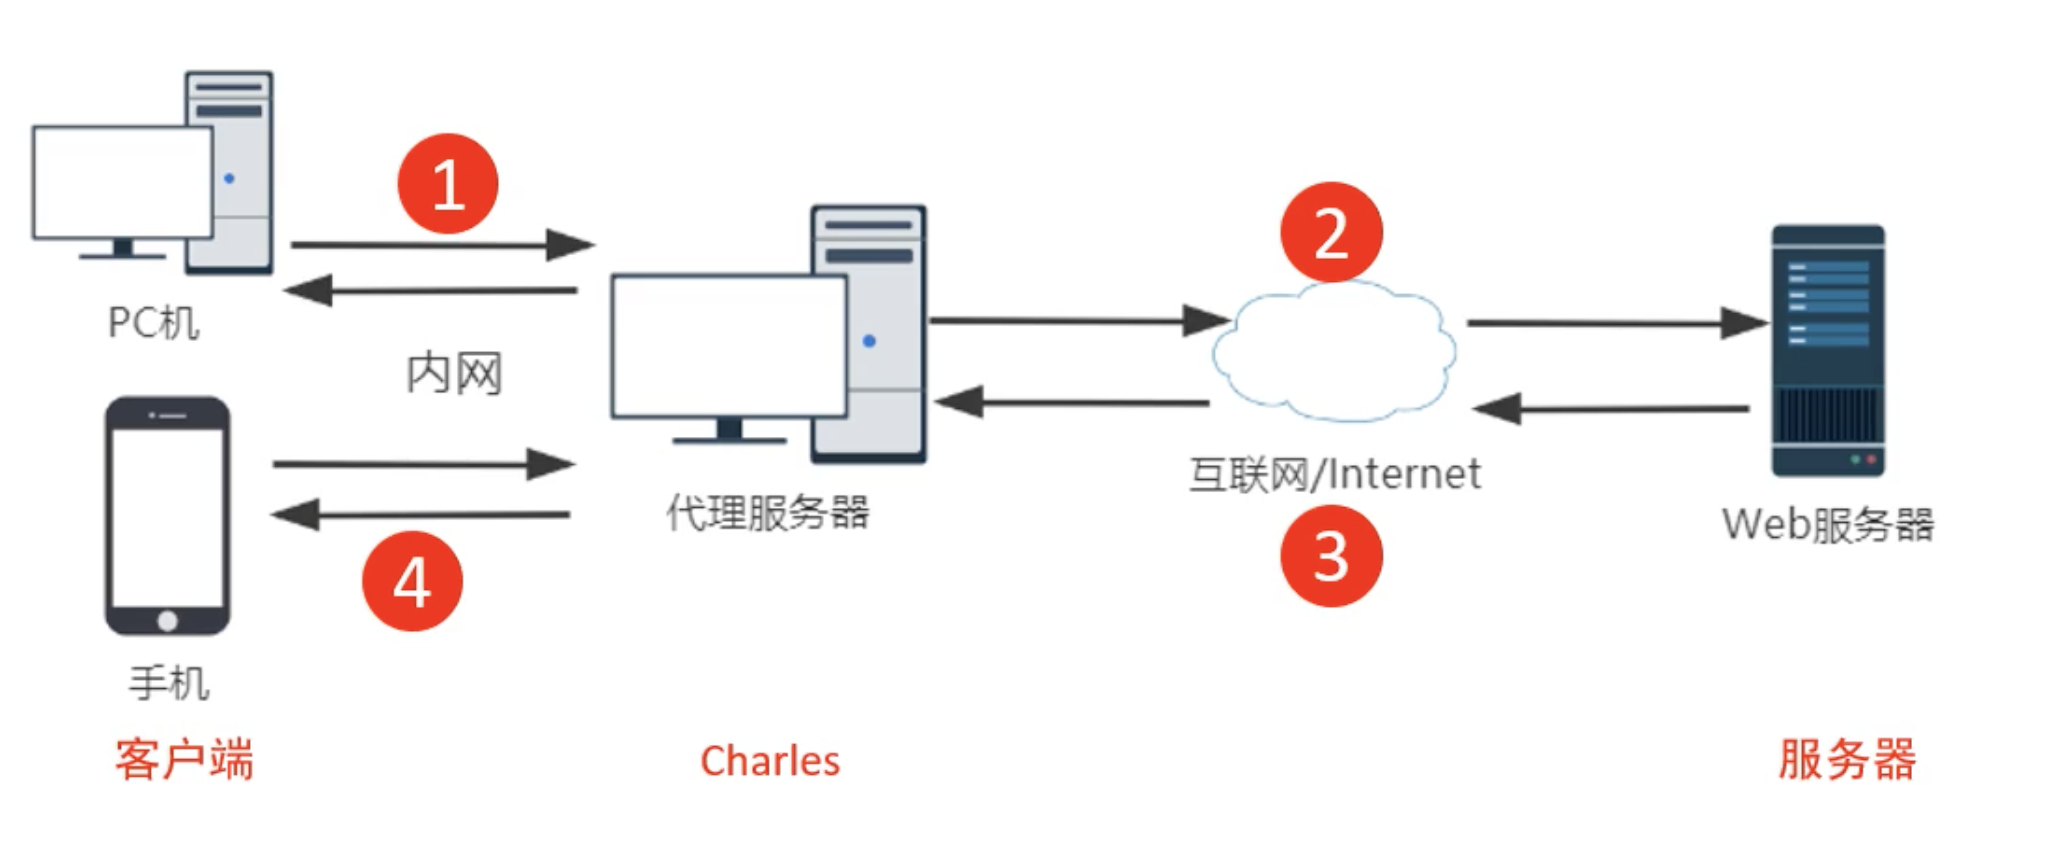 1
2
PC机
内网
互联网/Internet
代理服务器
Web服务器
3
4
手机
客户端
Charles
服务器